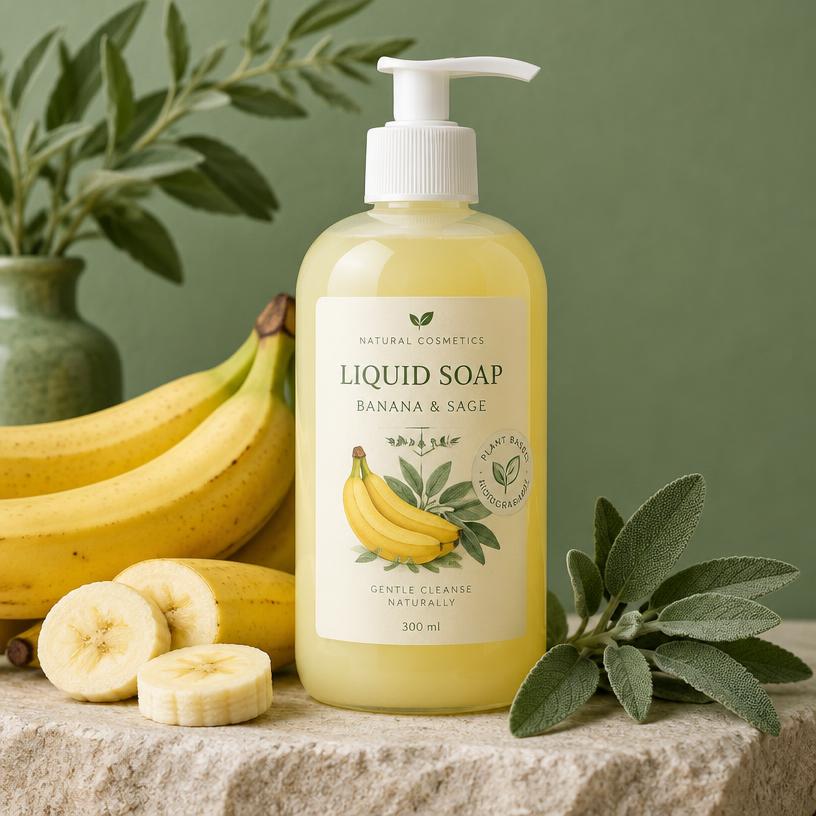 NATURAL COSMETICS
LIQUID SOAP
BANANA & SAGE
PLANT BASED
GENTLE CLEANSE
NATURALLY
300 ml